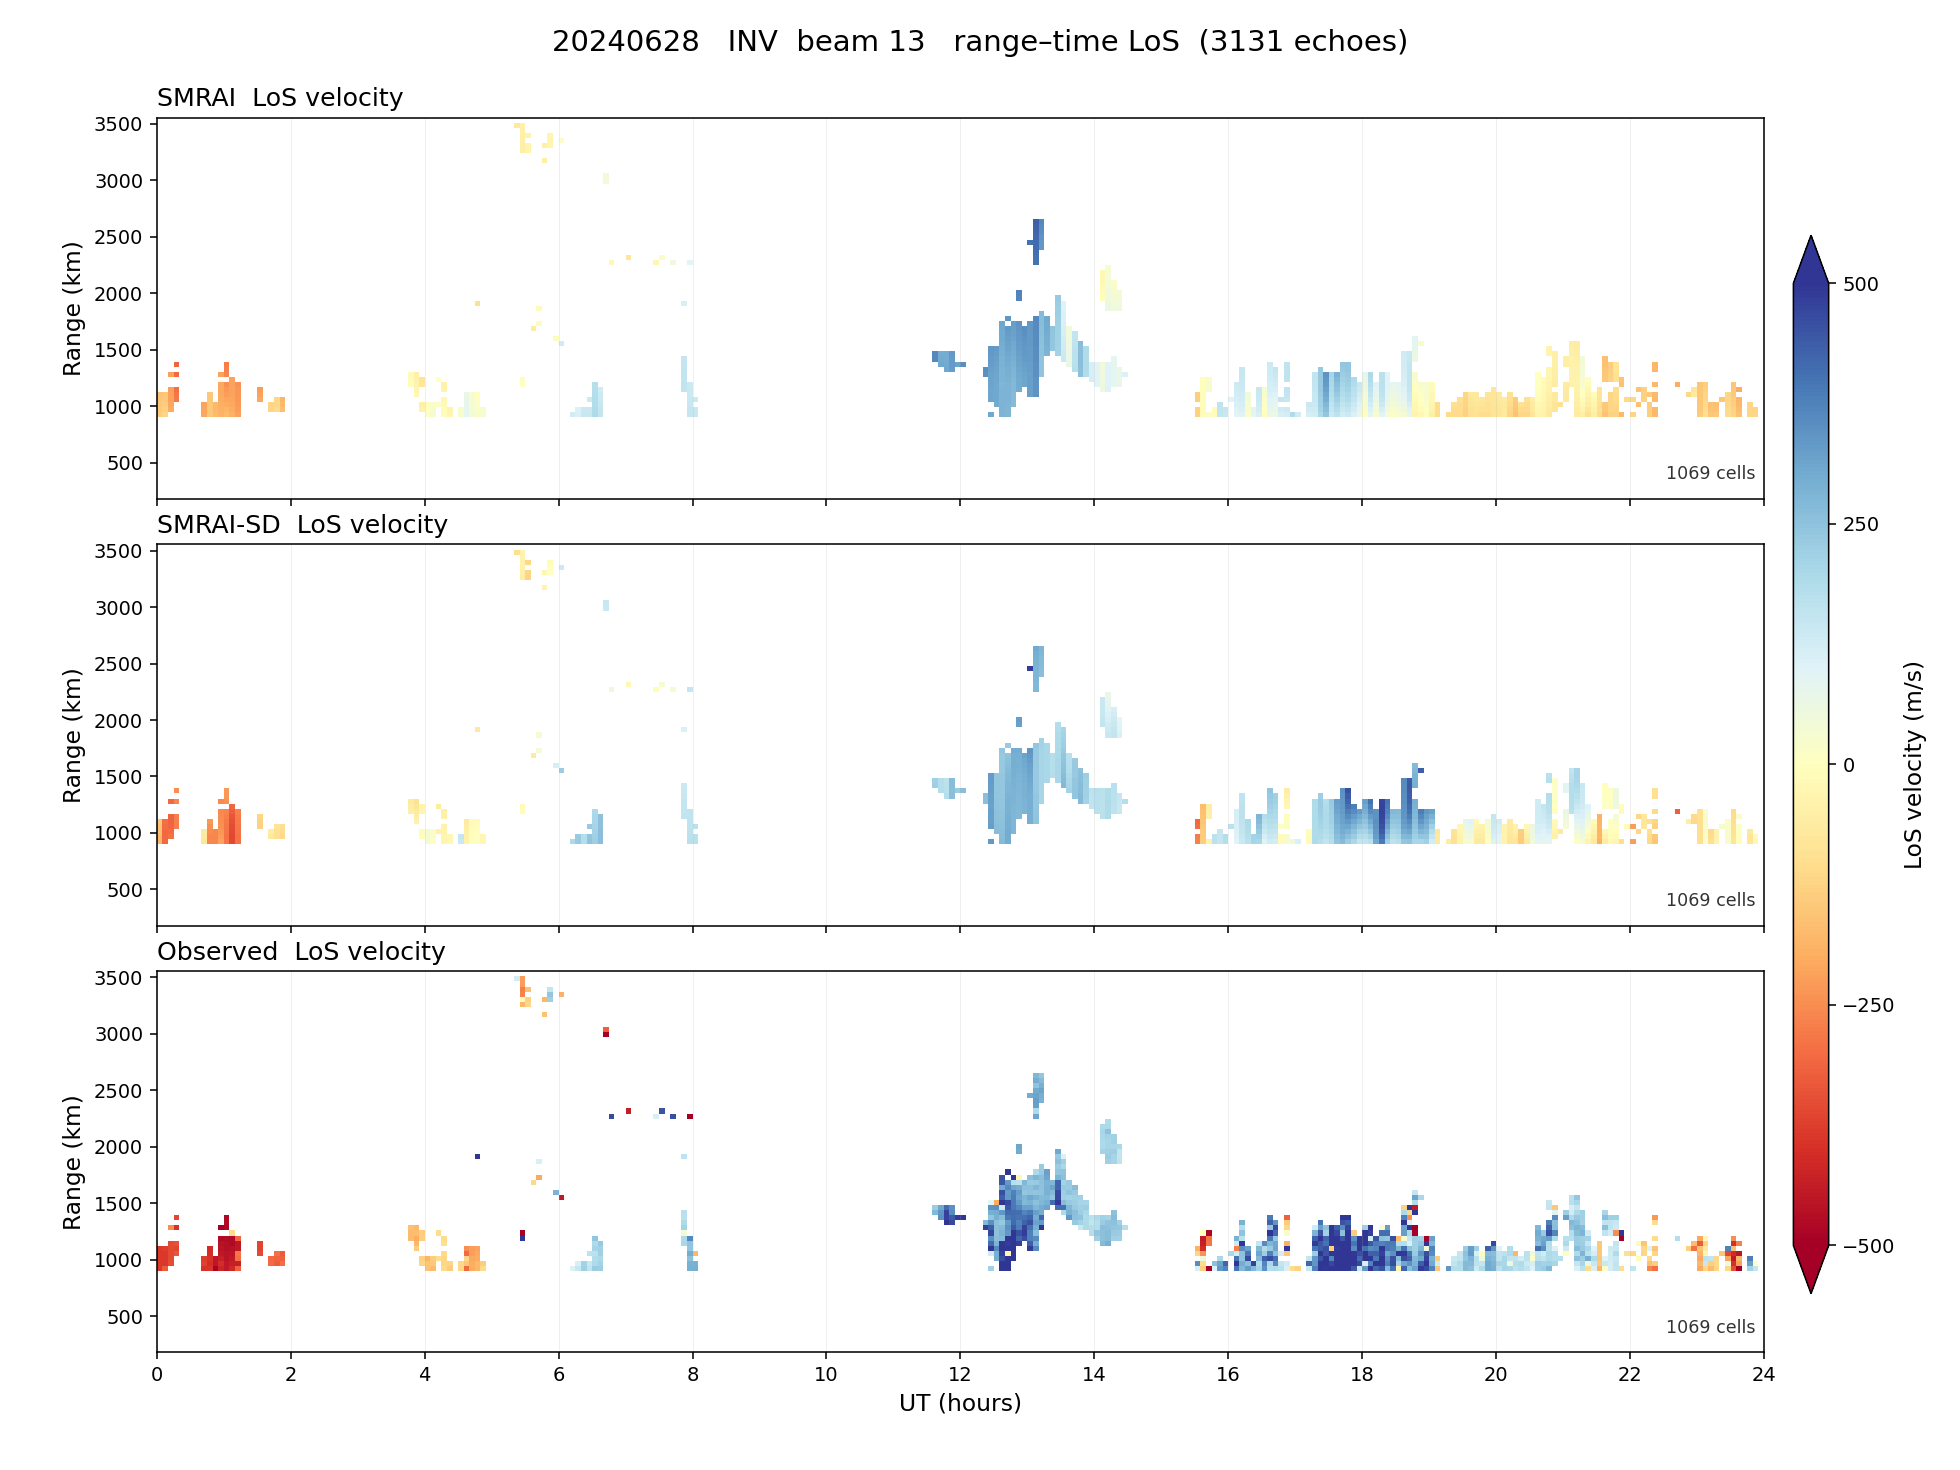 20240628   INV  beam 13   range–time LoS  (3131 echoes)
SMRAI  LoS velocity
3500
3000
2500
2000
1500
1000
500
Range (km)
1069 cells
SMRAI-SD  LoS velocity
3500
3000
2500
2000
1500
1000
500
Range (km)
1069 cells
Observed  LoS velocity
3500
3000
2500
2000
1500
1000
500
Range (km)
1069 cells
0 2 4 6 8 10 12 14 16 18 20 22 24
UT (hours)
500
250
0
−250
−500
LoS velocity (m/s)